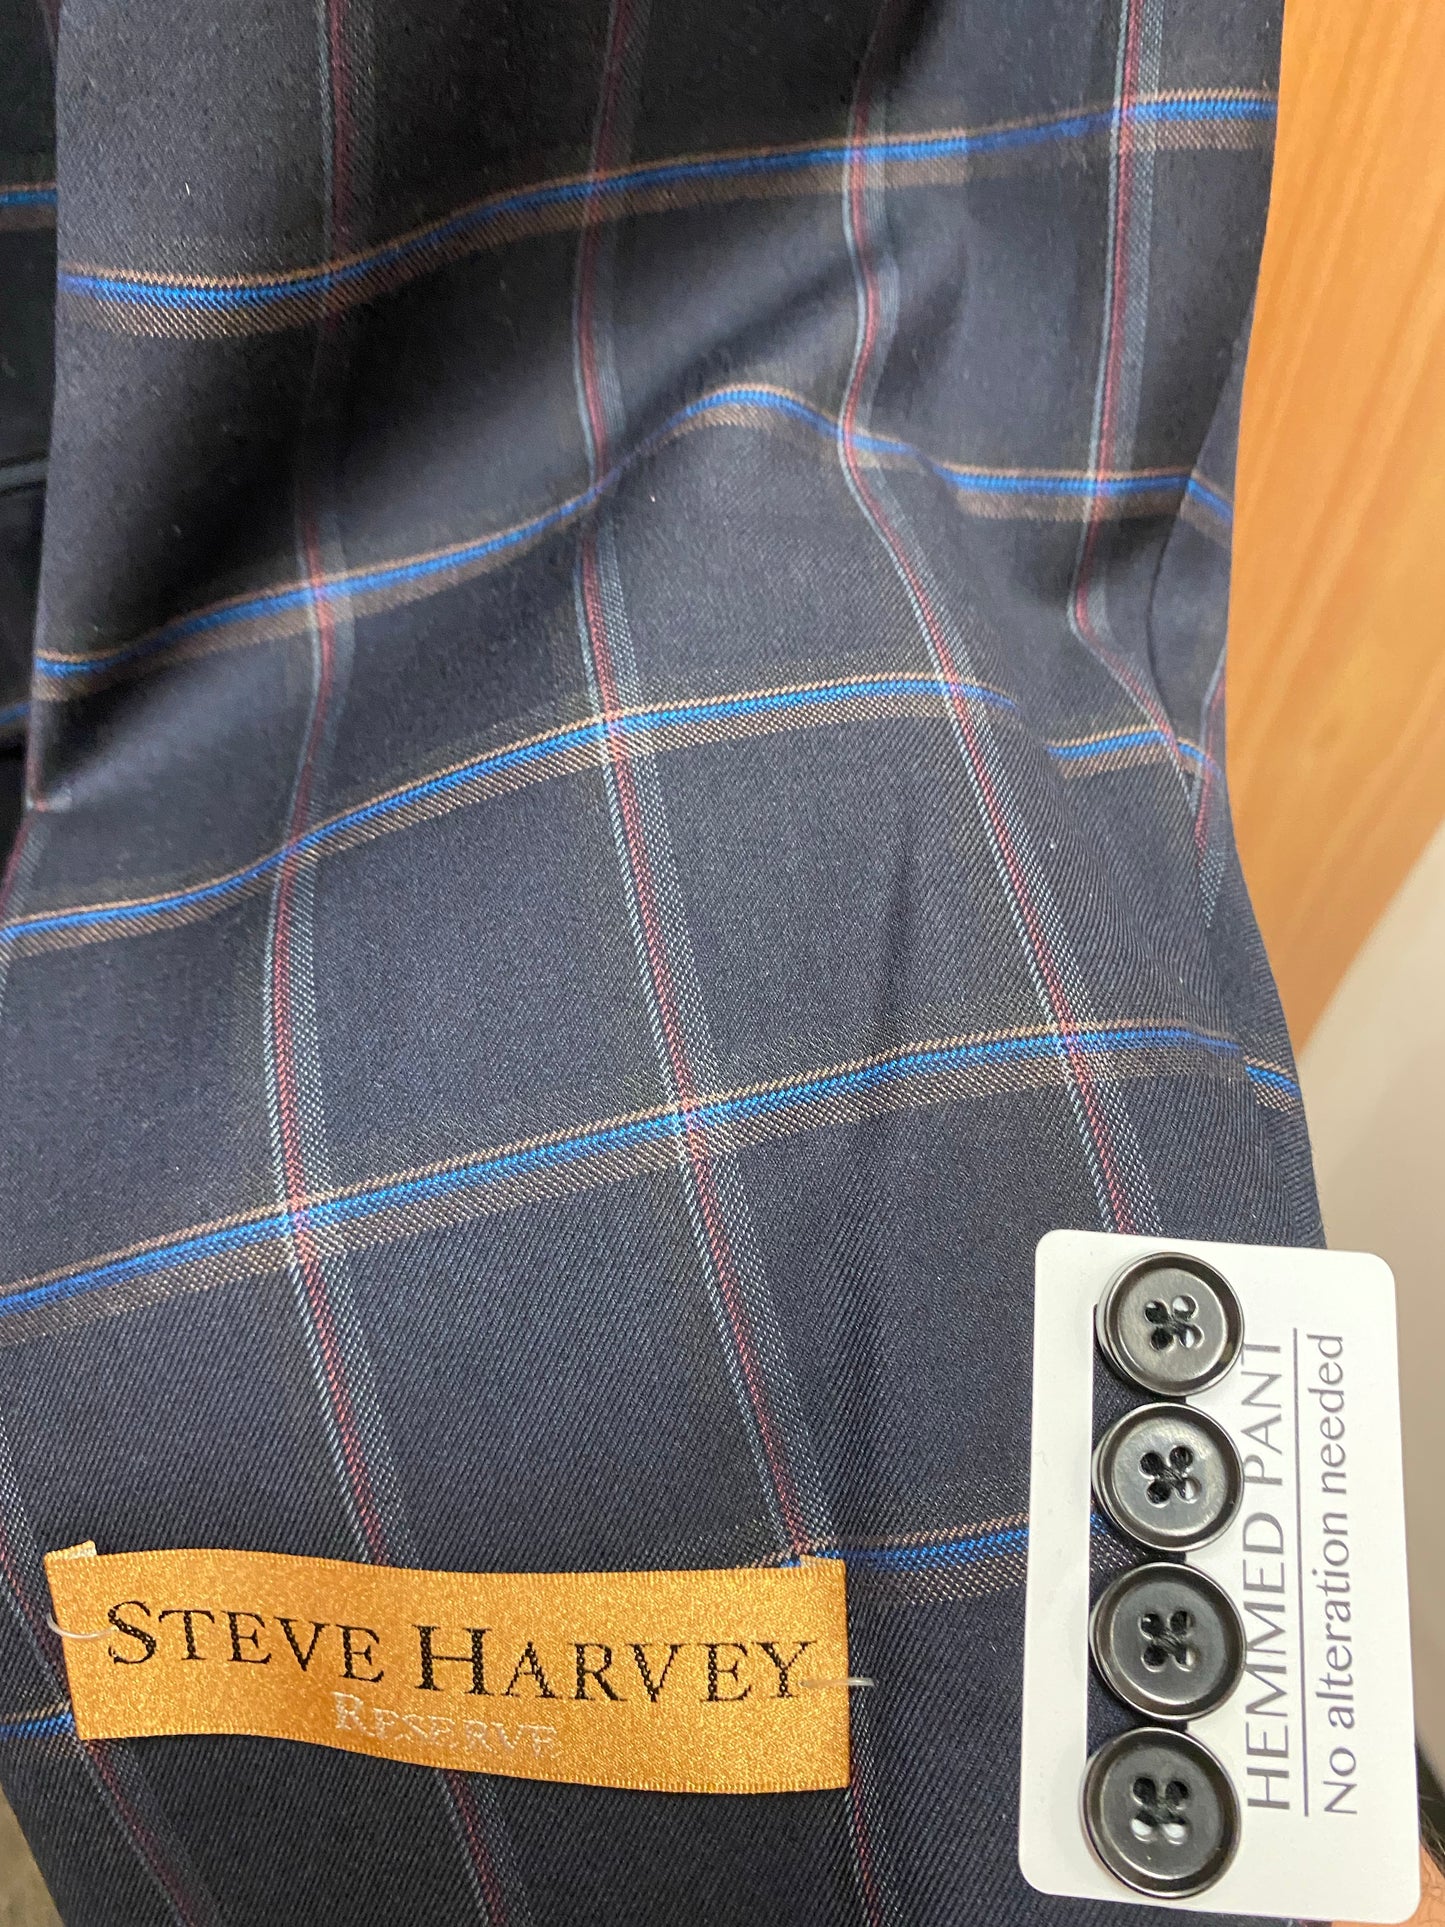 STEVE HARVEY
RESERVE
HEMMED PANT
No alteration needed